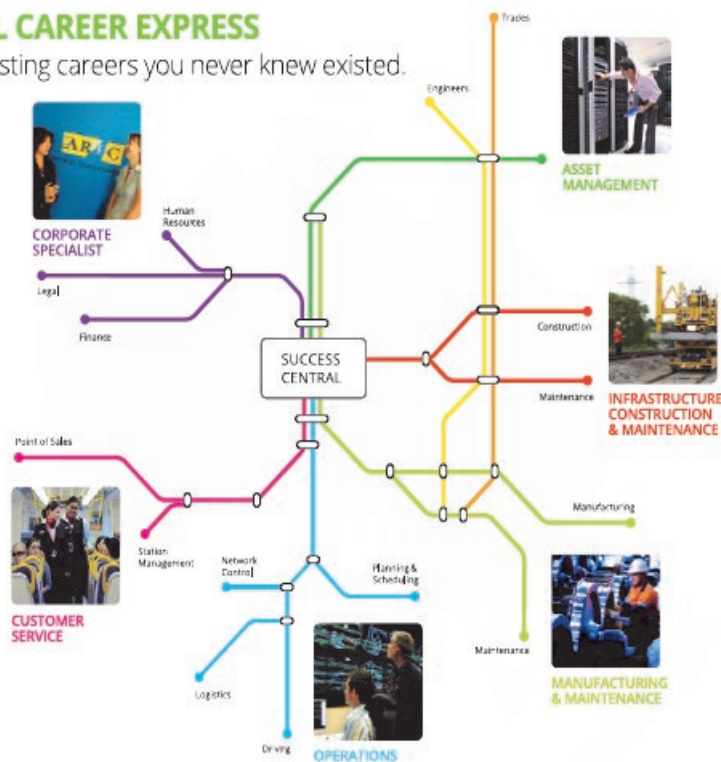 L CAREER EXPRESS
sting careers you never knew existed.
Trades
Engineers
ASSET
MANAGEMENT
ARTC
CORPORATE
SPECIALIST
Human
Resources
Legal
Finance
SUCCESS
CENTRAL
Construction
Maintenance
INFRASTRUCTURE
CONSTRUCTION
& MAINTENANCE
Point of Sales
Station
Management
CUSTOMER
SERVICE
Network
Control
Planning &
Scheduling
Logistics
Driving
OPERATIONS
Manufacturing
Maintenance
MANUFACTURING
& MAINTENANCE